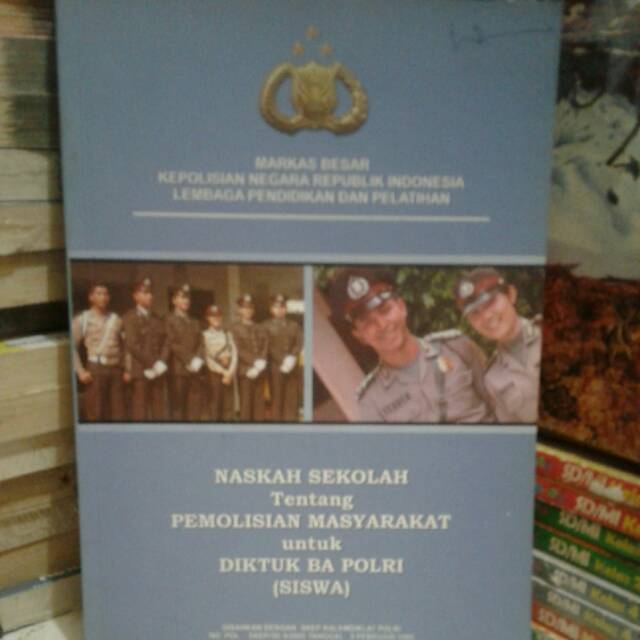 MARKAS BESAR
KEPOLISIAN NEGARA REPUBLIK INDONESIA
LEMBAGA PENDIDIKAN DAN PELATIHAN
NASKAH SEKOLAH
Tentang
PEMOLISIAN MASYARAKAT
untuk
DIKTUK BA POLRI
(SISWA)